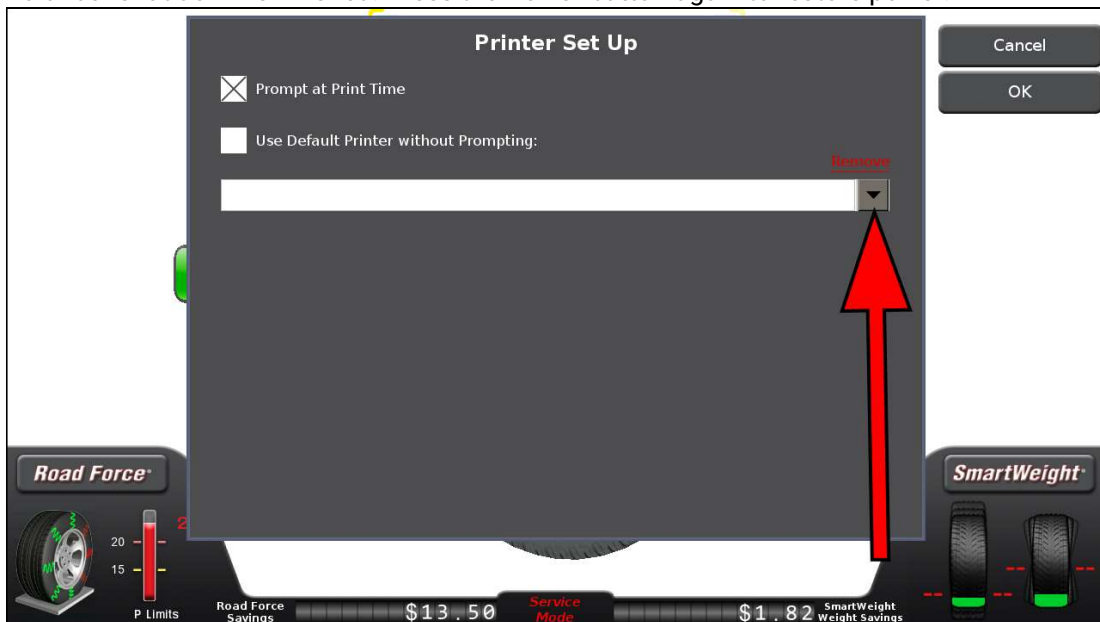 Printer Set Up
Cancel
Prompt at Print Time
OK
Use Default Printer without Prompting:
Remove
Road Force
SmartWeight
2
20
15
P Limits
Road Force
Savings
$13.50
Service
Mode
$1.82
SmartWeight
Weight Savings